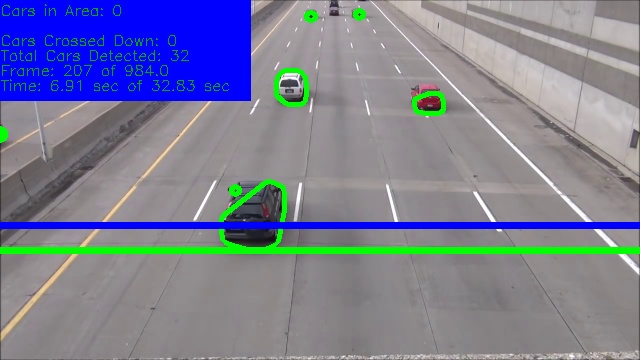 Cars in Area: 0
Cars Crossed Down: 0
Total Cars Detected: 32
Frame: 207 of 984.0
Time: 6.91 sec of 32.83 sec